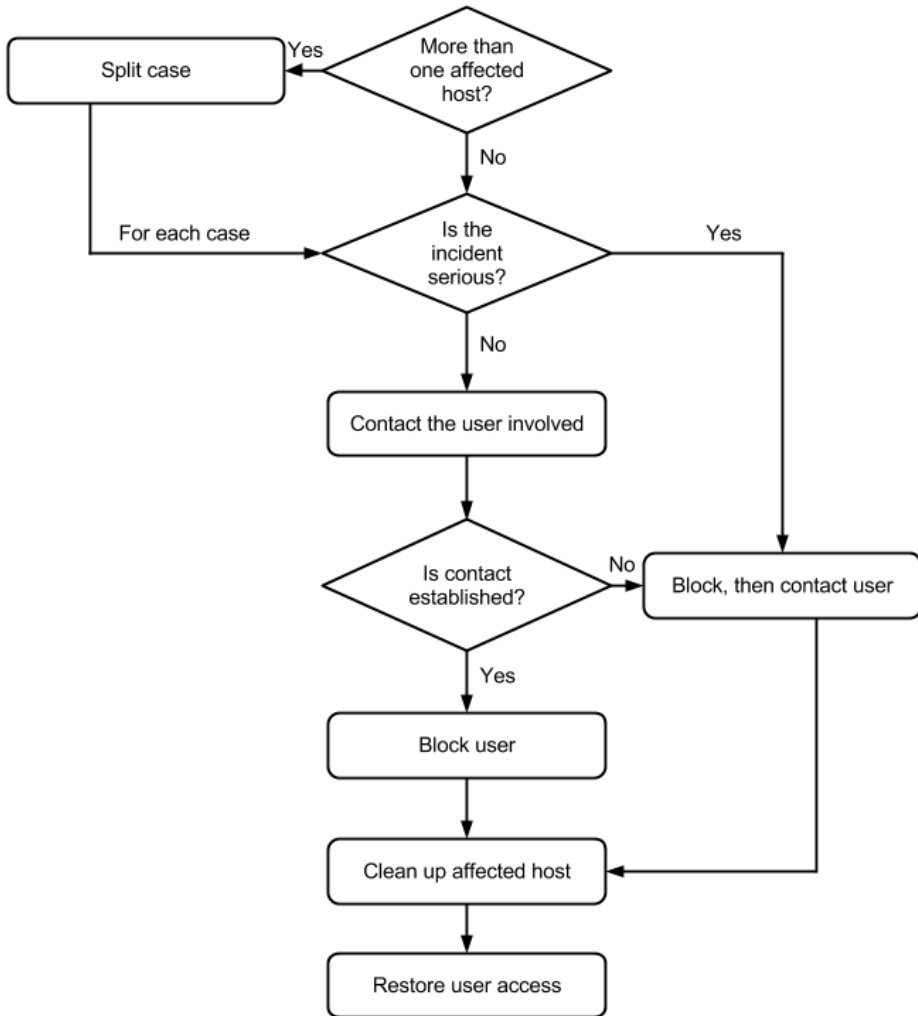 More than
one affected
host?
Yes
Split case
No
For each case
Is the
incident
serious?
Yes
No
Contact the user involved
Is contact
established?
No
Block, then contact user
Yes
Block user
Clean up affected host
Restore user access